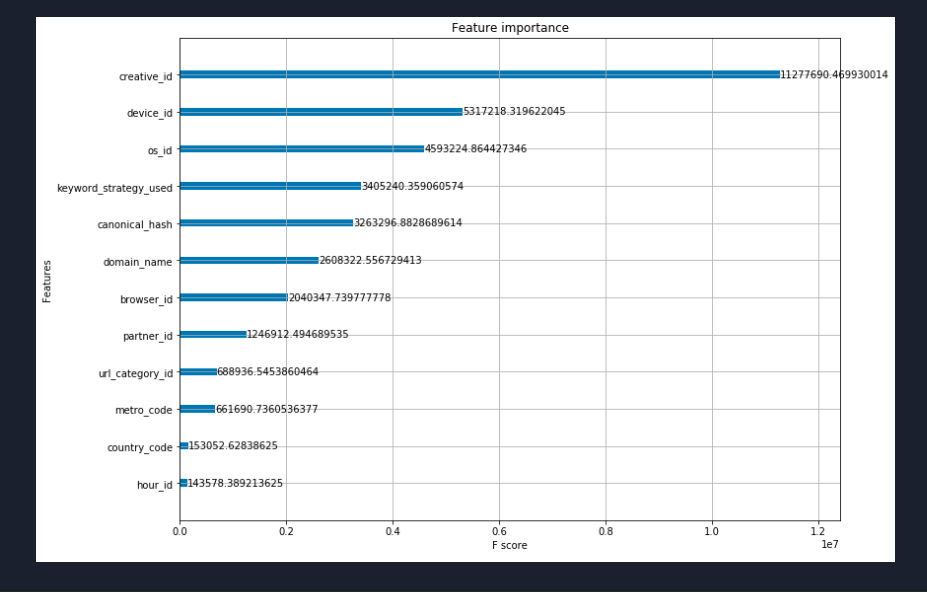 Feature importance
creative_id 11277690.469930014
device_id 5317218.319622045
os_id 4593224.864427346
keyword_strategy_used 3405240.359060574
canonical_hash 3263296.8828689614
domain_name 2608322.556729413
Features
browser_id 2040347.739777778
partner_id 1246912.494689535
url_category_id 688936.5453860464
metro_code 661690.7360536377
country_code 153052.62838625
hour_id 143578.389213625
0.0 0.2 0.4 0.6 0.8 1.0 1.2
1e7
F score